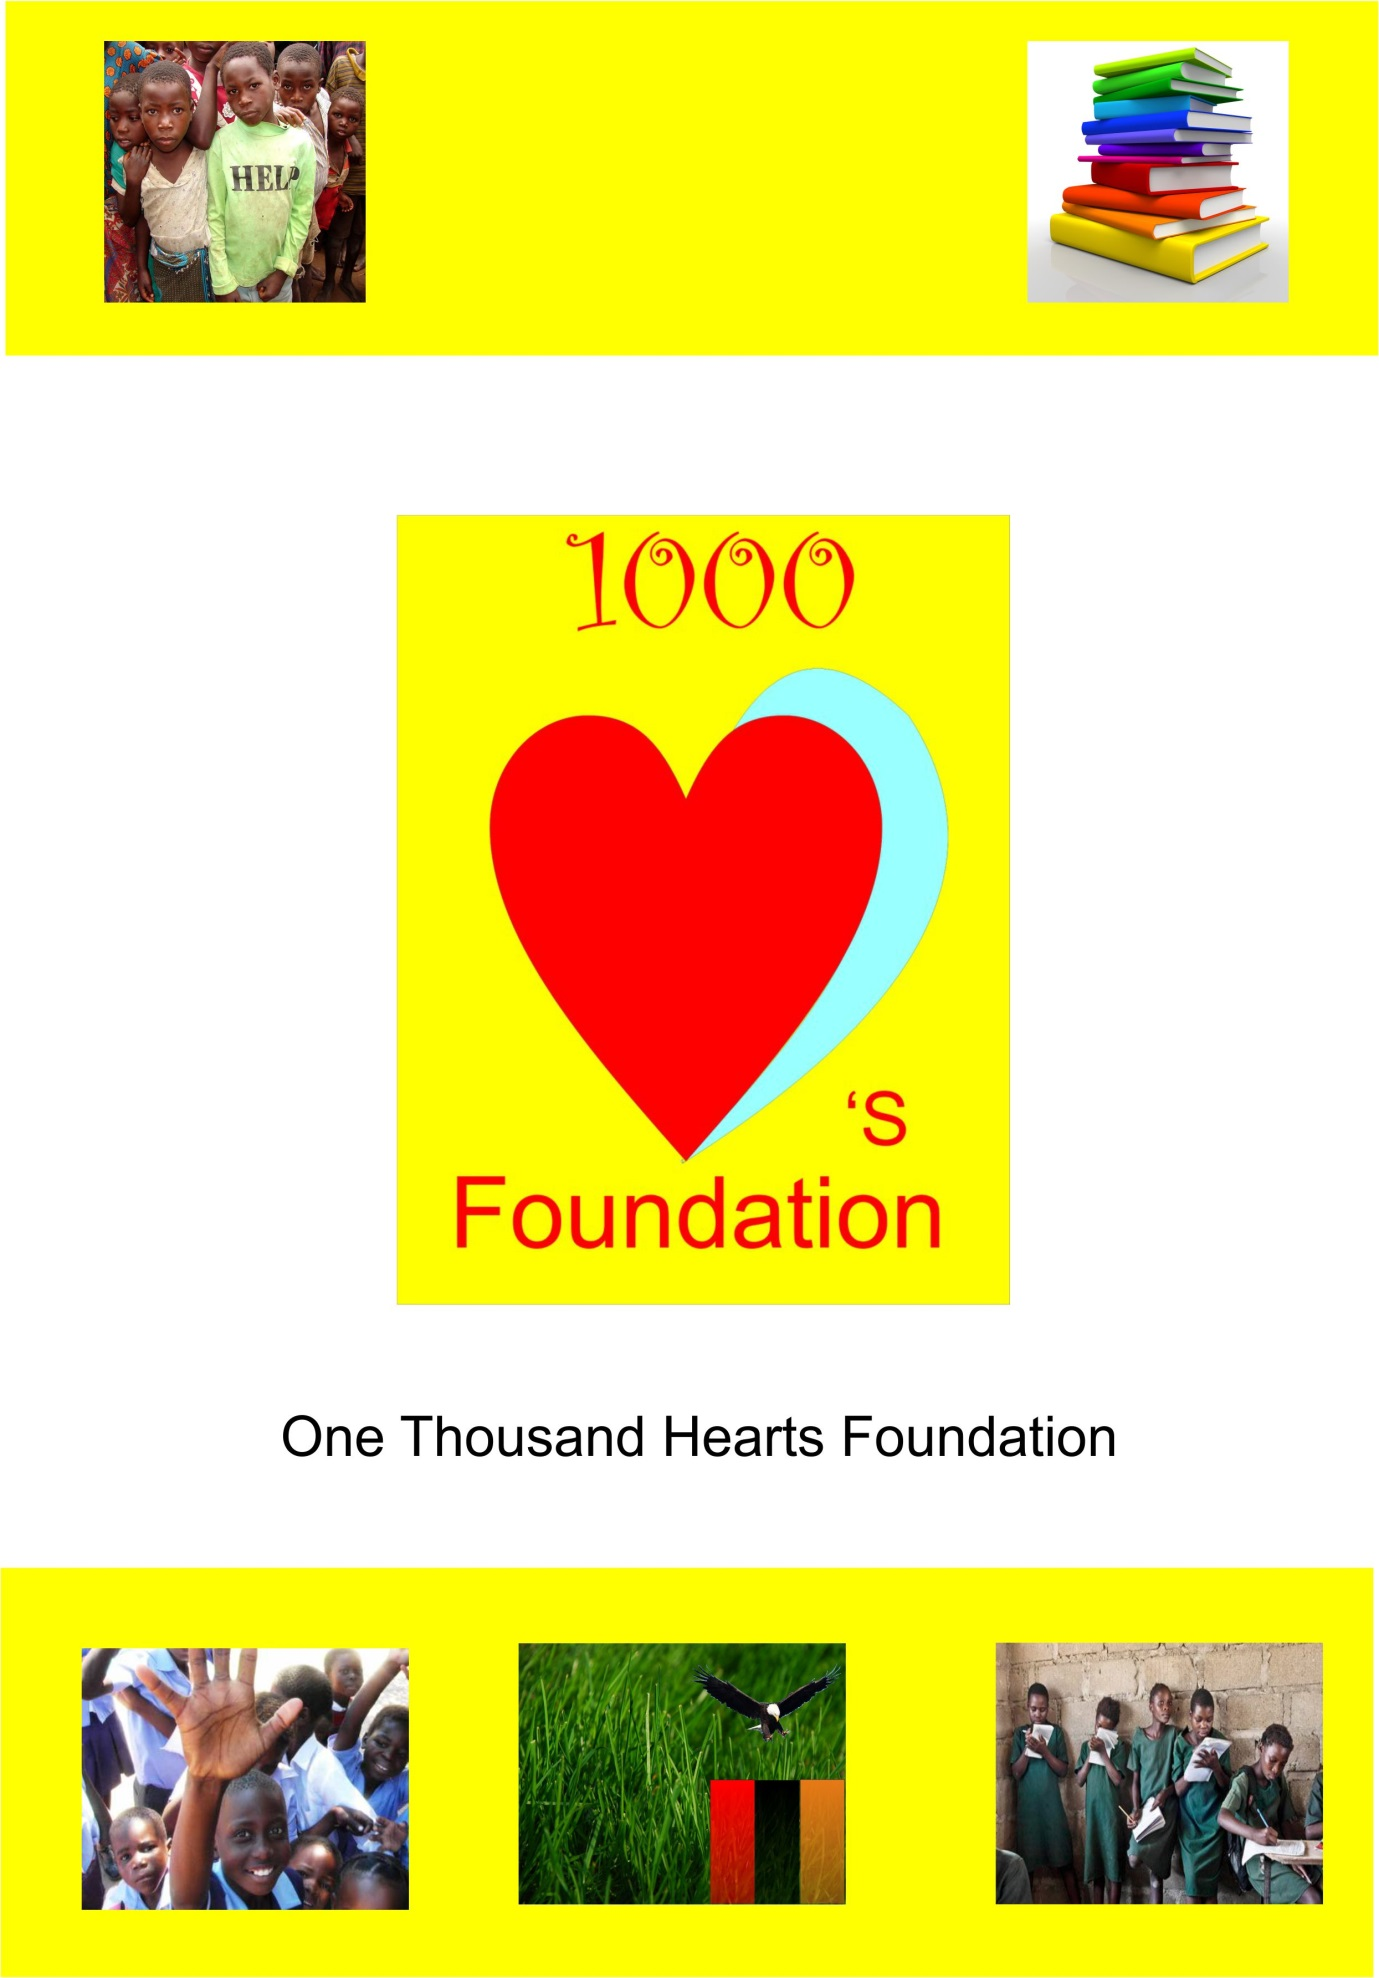 HELP
1000
‘S
Foundation
One Thousand Hearts Foundation